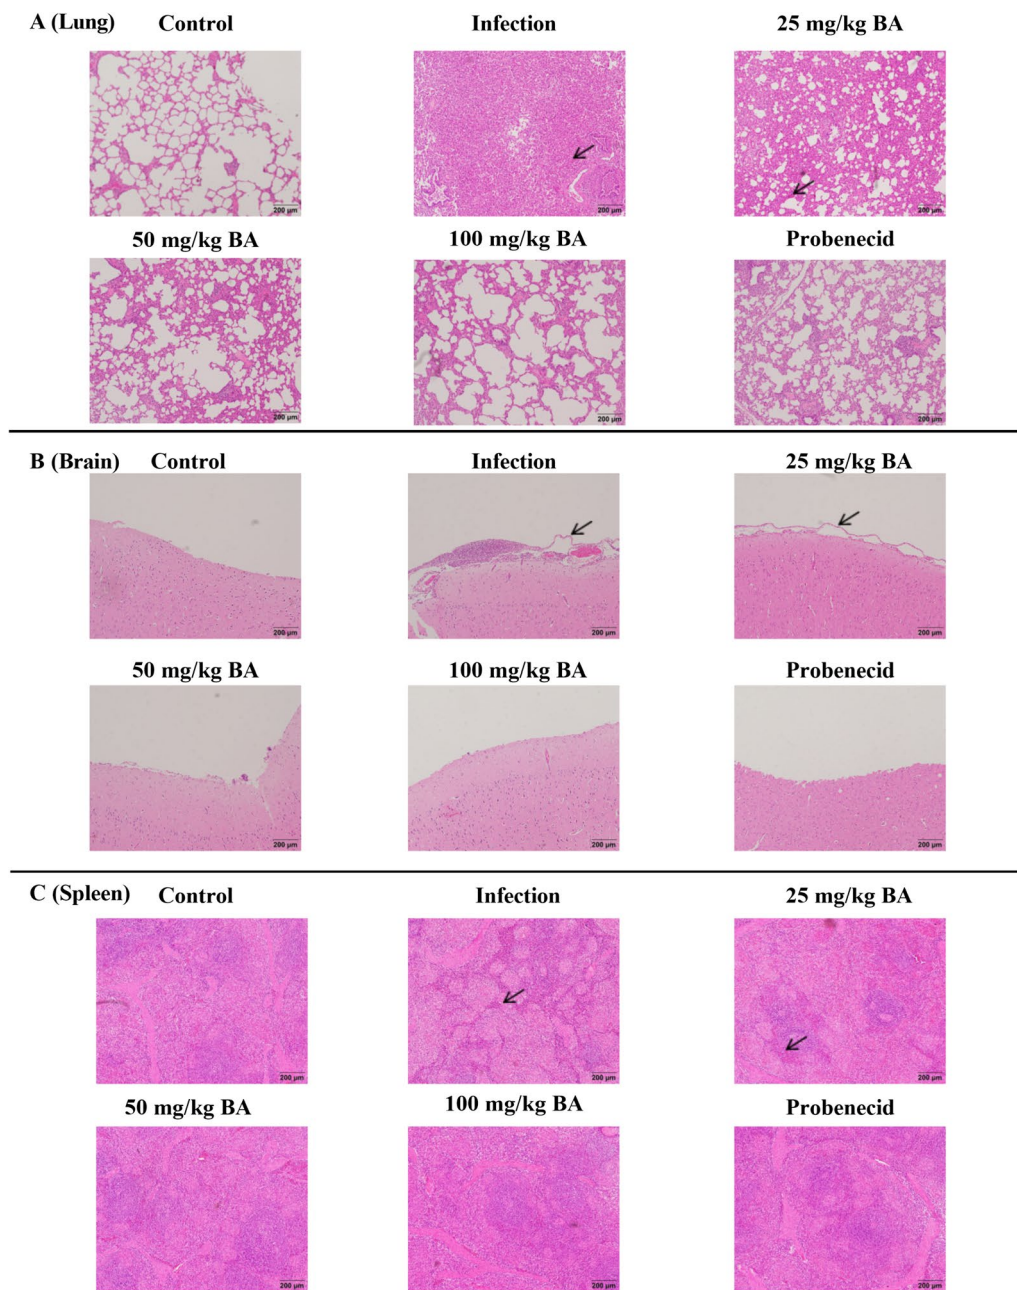 A (Lung) Control Infection 25 mg/kg BA
200 μm 200 μm 200 μm
50 mg/kg BA 100 mg/kg BA Probenecid
200 μm 200 μm 200 μm
B (Brain) Control Infection 25 mg/kg BA
200 μm 200 μm 200 μm
50 mg/kg BA 100 mg/kg BA Probenecid
200 μm 200 μm 200 μm
C (Spleen) Control Infection 25 mg/kg BA
200 μm 200 μm 200 μm
50 mg/kg BA 100 mg/kg BA Probenecid
200 μm 200 μm 200 μm